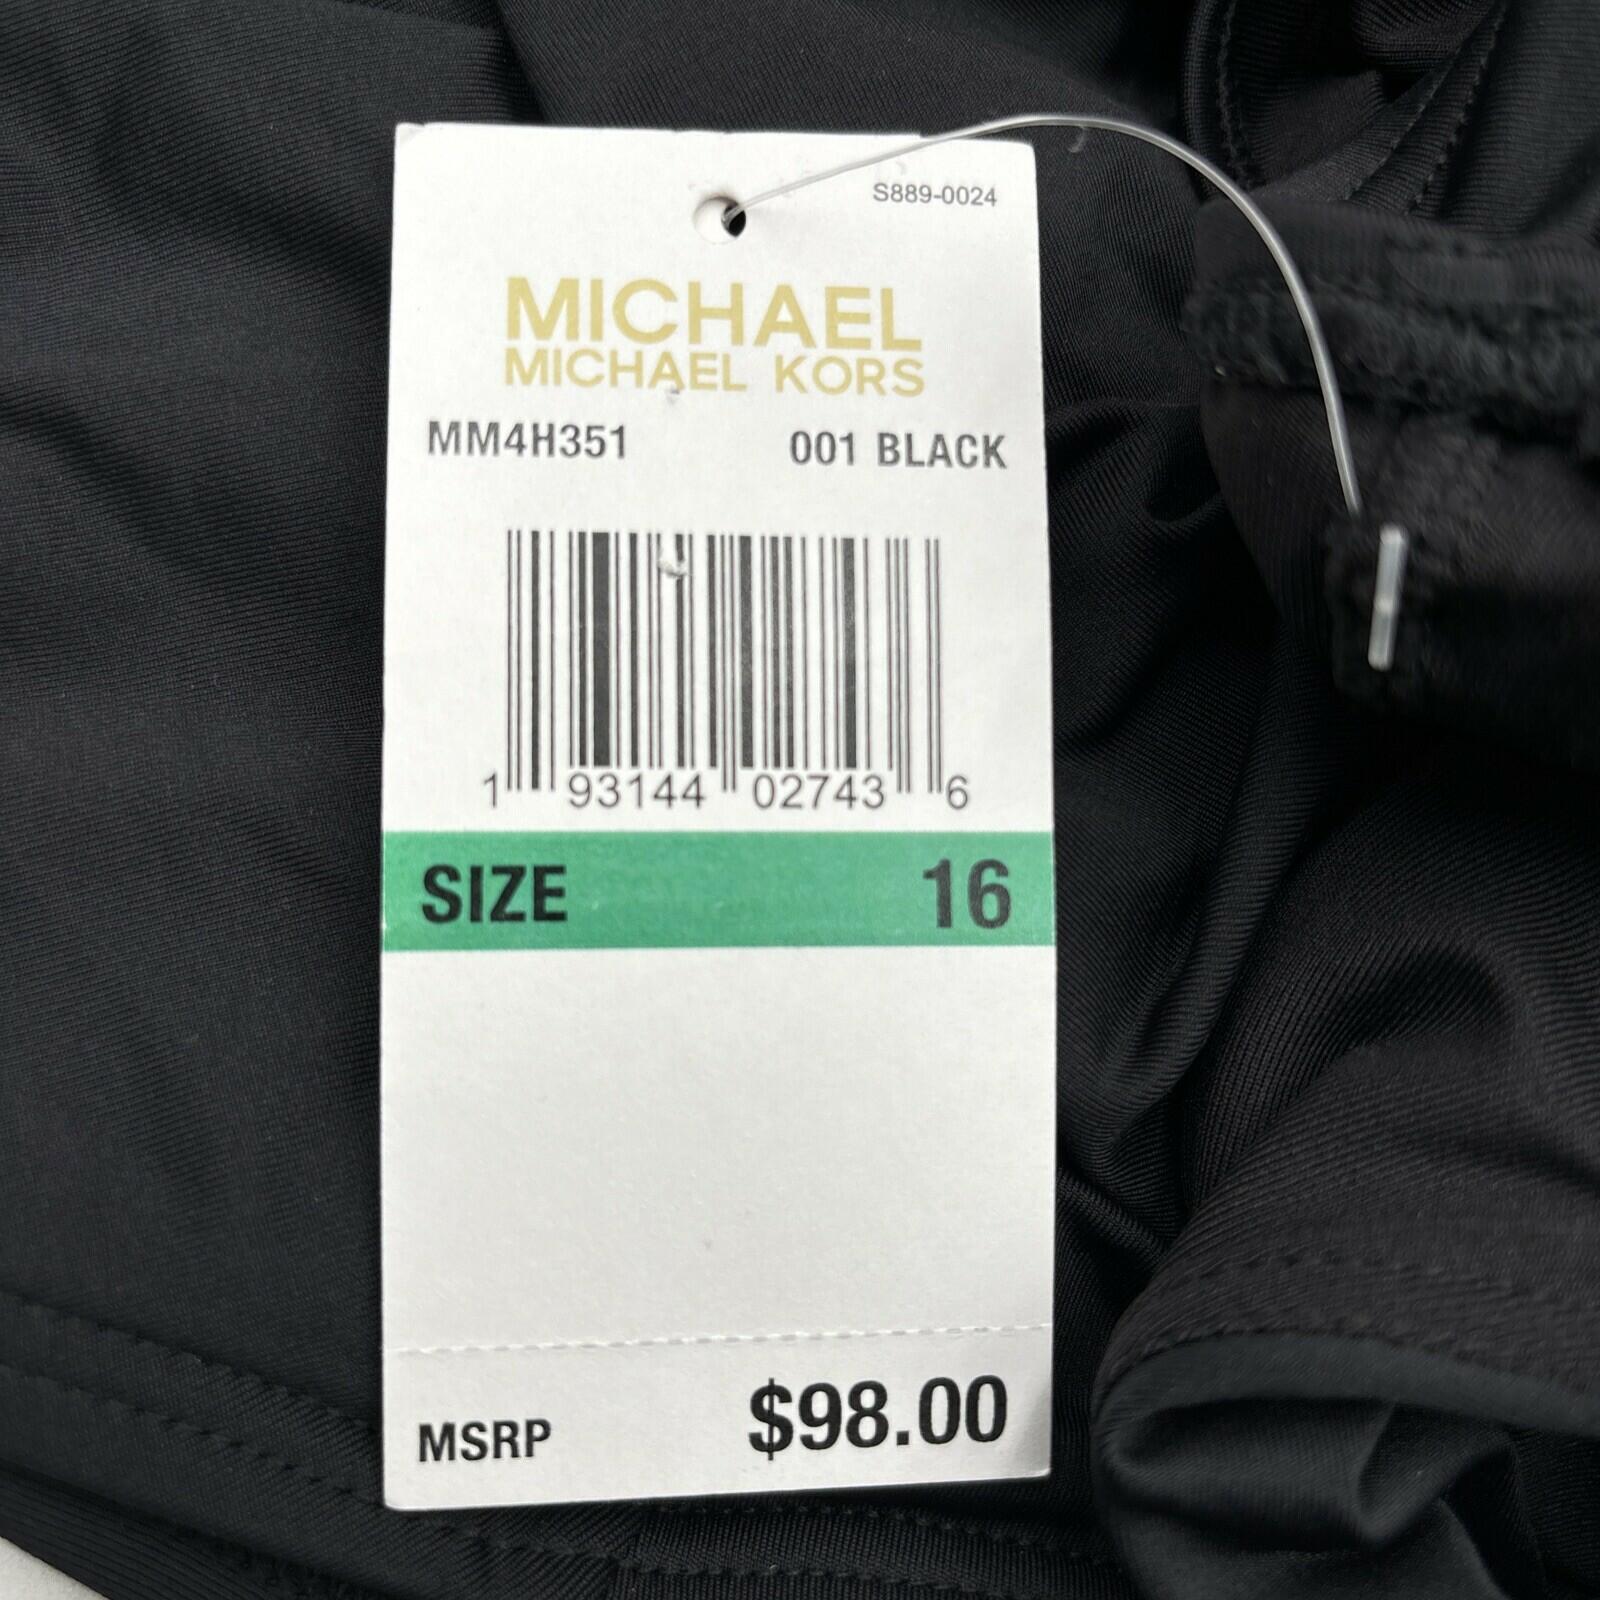 S889-0024
MICHAEL
MICHAEL KORS
MM4H351 001 BLACK
1 93144 02743 6
SIZE 16
MSRP $98.00